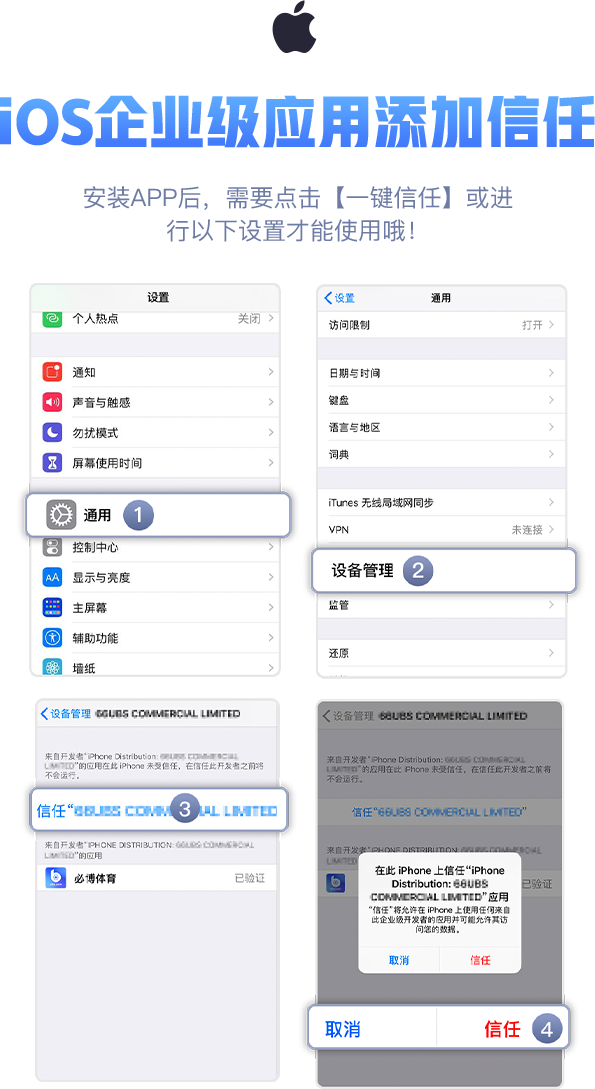 iOS企业级应用添加信任
安装APP后，需要点击【一键信任】或进
行以下设置才能使用哦！
设置
个人热点 关闭
通知
声音与触感
勿扰模式
屏幕使用时间
通用 1
控制中心
AA 显示与亮度
主屏幕
辅助功能
墙纸
设置 通用
访问限制 打开
日期与时间
键盘
语言与地区
词典
iTunes 无线局域网同步
VPN 未连接
设备管理 2
监管
还原
设备管理 66UBS COMMERCIAL LIMITED
来自开发者“iPhone Distribution: 66UBS COMMERCIAL
LIMITED”的应用在此 iPhone 未受信任，在信任此开发者之前将
不会运行。
信任“66UBS COMMERCIAL LIMITED 3
来自开发者“IPHONE DISTRIBUTION: 66UBS COMMERCIAL
LIMITED”的应用
必博体育 已验证
设备管理 66UBS COMMERCIAL LIMITED
来自开发者“iPhone Distribution: 66UBS COMMERCIAL
LIMITED”的应用在此 iPhone 未受信任，在信任此开发者之前将
不会运行。
信任“66UBS COMMERCIAL LIMITED”
来自开发者“IPHONE DISTRIBUTION: 66UBS COMMERCIAL
已验证
在此 iPhone 上信任“iPhone
Distribution: 66UBS
COMMERCIAL LIMITED”应用
“信任”将允许在 iPhone 上使用任何来自
此企业级开发者的应用并可能允许其访
问您的数据。
取消 信任
取消 信任 4